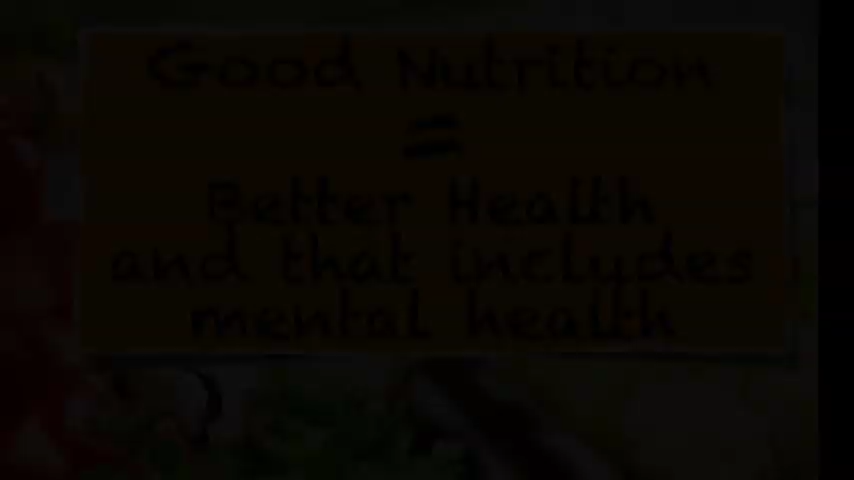 Good Nutrition
=
Better Health
and that includes
mental health